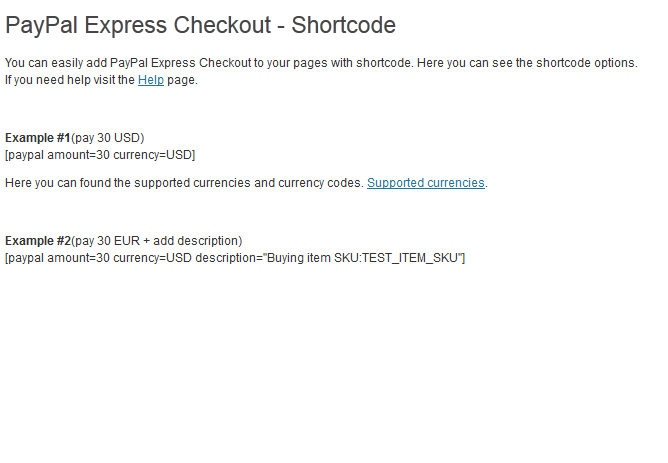 PayPal Express Checkout - Shortcode
You can easily add PayPal Express Checkout to your pages with shortcode. Here you can see the shortcode options.
If you need help visit the Help page.
Example #1(pay 30 USD)
[paypal amount=30 currency=USD]
Here you can found the supported currencies and currency codes. Supported currencies.
Example #2(pay 30 EUR + add description)
[paypal amount=30 currency=USD description="Buying item SKU:TEST_ITEM_SKU"]